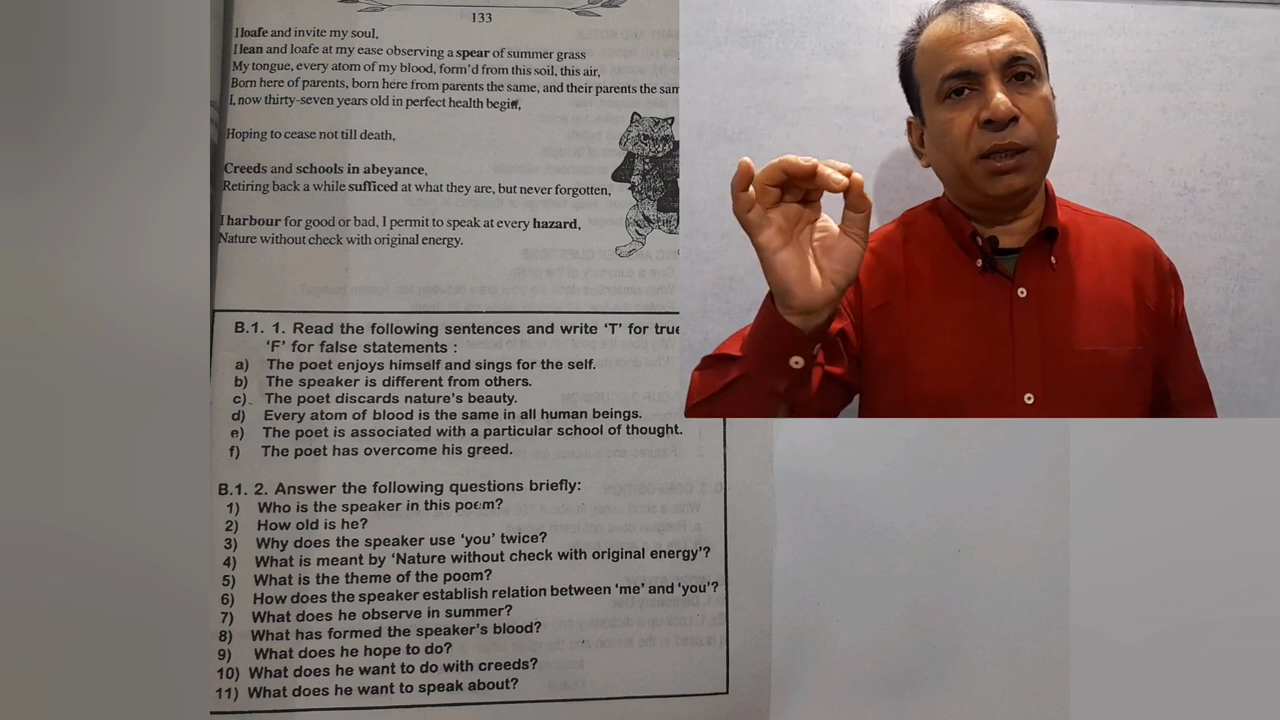 133
I loafe and invite my soul,
I lean and loafe at my ease observing a spear of summer grass
My tongue, every atom of my blood, form'd from this soil, this air,
Born here of parents, born here from parents the same, and their parents the sam
I, now thirty-seven years old in perfect health begin,
Hoping to cease not till death,
Creeds and schools in abeyance,
Retiring back a while sufficed at what they are, but never forgotten,
I harbour for good or bad, I permit to speak at every hazard,
Nature without check with original energy.
B.1. 1. Read the following sentences and write 'T' for true
'F' for false statements :
a) The poet enjoys himself and sings for the self.
b) The speaker is different from others.
c) The poet discards nature's beauty.
d) Every atom of blood is the same in all human beings.
e) The poet is associated with a particular school of thought.
f) The poet has overcome his greed.
B.1. 2. Answer the following questions briefly:
1) Who is the speaker in this poem?
2) How old is he?
3) Why does the speaker use 'you' twice?
4) What is meant by 'Nature without check with original energy'?
5) What is the theme of the poem?
6) How does the speaker establish relation between 'me' and 'you'?
7) What does he observe in summer?
8) What has formed the speaker's blood?
9) What does he hope to do?
10) What does he want to do with creeds?
11) What does he want to speak about?